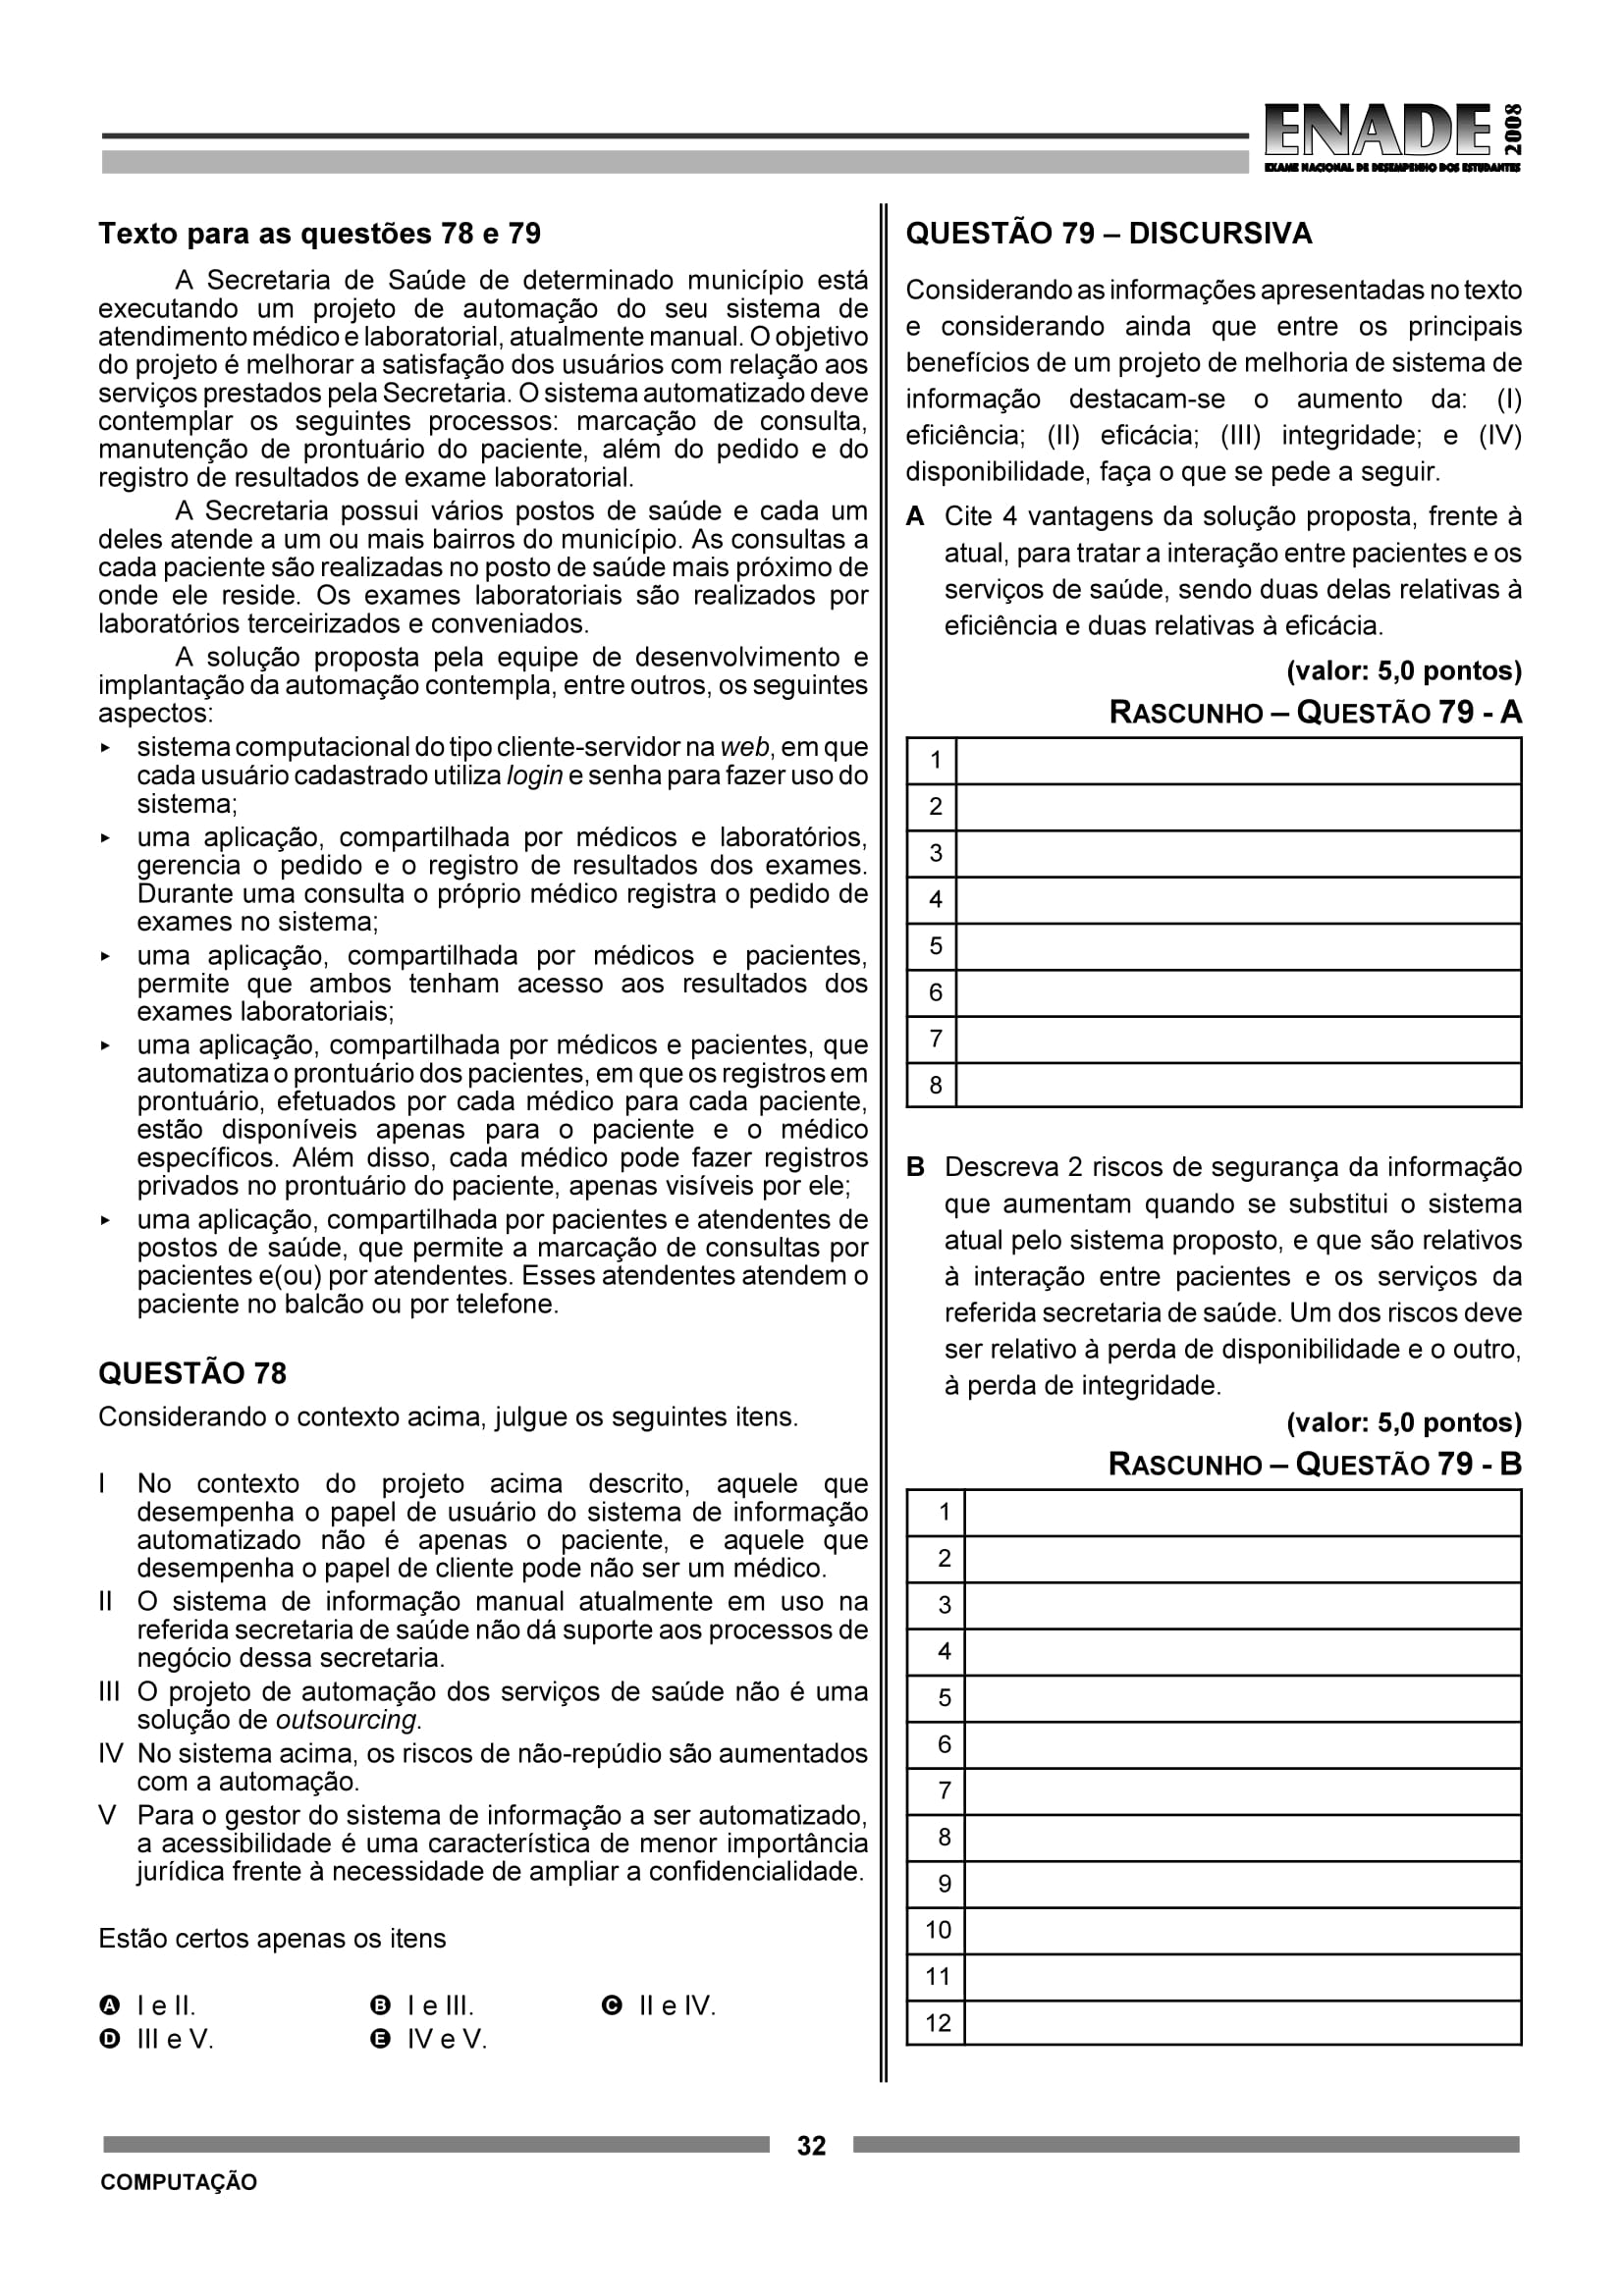 ENADE 2008
EXAME NACIONAL DE DESEMPENHO DOS ESTUDANTES
Texto para as questões 78 e 79
A Secretaria de Saúde de determinado município está
executando um projeto de automação do seu sistema de
atendimento médico e laboratorial, atualmente manual. O objetivo
do projeto é melhorar a satisfação dos usuários com relação aos
serviços prestados pela Secretaria. O sistema automatizado deve
contemplar os seguintes processos: marcação de consulta,
manutenção de prontuário do paciente, além do pedido e do
registro de resultados de exame laboratorial.
A Secretaria possui vários postos de saúde e cada um
deles atende a um ou mais bairros do município. As consultas a
cada paciente são realizadas no posto de saúde mais próximo de
onde ele reside. Os exames laboratoriais são realizados por
laboratórios terceirizados e conveniados.
A solução proposta pela equipe de desenvolvimento e
implantação da automação contempla, entre outros, os seguintes
aspectos:
▸ sistema computacional do tipo cliente-servidor na web, em que
cada usuário cadastrado utiliza login e senha para fazer uso do
sistema;
▸ uma aplicação, compartilhada por médicos e laboratórios,
gerencia o pedido e o registro de resultados dos exames.
Durante uma consulta o próprio médico registra o pedido de
exames no sistema;
▸ uma aplicação, compartilhada por médicos e pacientes,
permite que ambos tenham acesso aos resultados dos
exames laboratoriais;
▸ uma aplicação, compartilhada por médicos e pacientes, que
automatiza o prontuário dos pacientes, em que os registros em
prontuário, efetuados por cada médico para cada paciente,
estão disponíveis apenas para o paciente e o médico
específicos. Além disso, cada médico pode fazer registros
privados no prontuário do paciente, apenas visíveis por ele;
▸ uma aplicação, compartilhada por pacientes e atendentes de
postos de saúde, que permite a marcação de consultas por
pacientes e(ou) por atendentes. Esses atendentes atendem o
paciente no balcão ou por telefone.
QUESTÃO 78
Considerando o contexto acima, julgue os seguintes itens.
I No contexto do projeto acima descrito, aquele que
desempenha o papel de usuário do sistema de informação
automatizado não é apenas o paciente, e aquele que
desempenha o papel de cliente pode não ser um médico.
II O sistema de informação manual atualmente em uso na
referida secretaria de saúde não dá suporte aos processos de
negócio dessa secretaria.
III O projeto de automação dos serviços de saúde não é uma
solução de outsourcing.
IV No sistema acima, os riscos de não-repúdio são aumentados
com a automação.
V Para o gestor do sistema de informação a ser automatizado,
a acessibilidade é uma característica de menor importância
jurídica frente à necessidade de ampliar a confidencialidade.
Estão certos apenas os itens
A I e II. B I e III. C II e IV.
D III e V. E IV e V.
QUESTÃO 79 – DISCURSIVA
Considerando as informações apresentadas no texto
e considerando ainda que entre os principais
benefícios de um projeto de melhoria de sistema de
informação destacam-se o aumento da: (I)
eficiência; (II) eficácia; (III) integridade; e (IV)
disponibilidade, faça o que se pede a seguir.
A Cite 4 vantagens da solução proposta, frente à
atual, para tratar a interação entre pacientes e os
serviços de saúde, sendo duas delas relativas à
eficiência e duas relativas à eficácia.
(valor: 5,0 pontos)
RASCUNHO – QUESTÃO 79 - A
1
2
3
4
5
6
7
8
B Descreva 2 riscos de segurança da informação
que aumentam quando se substitui o sistema
atual pelo sistema proposto, e que são relativos
à interação entre pacientes e os serviços da
referida secretaria de saúde. Um dos riscos deve
ser relativo à perda de disponibilidade e o outro,
à perda de integridade.
(valor: 5,0 pontos)
RASCUNHO – QUESTÃO 79 - B
1
2
3
4
5
6
7
8
9
10
11
12
32
COMPUTAÇÃO